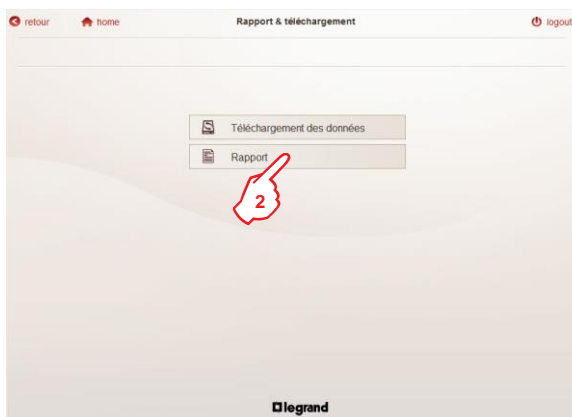 retour home Rapport & téléchargement logout
Téléchargement des données
Rapport
2
legrand